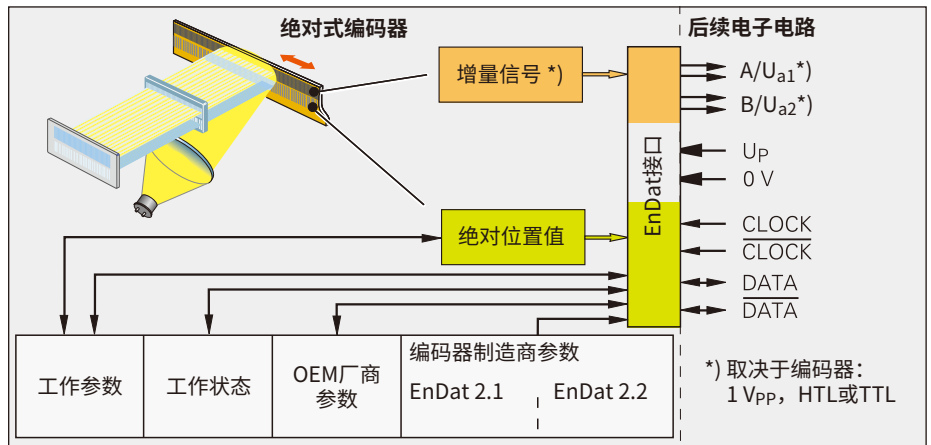 绝对式编码器
后续电子电路
增量信号 *)
A/Ua1*)
B/Ua2*)
EnDat接口
UP
0 V
绝对位置值
CLOCK
CLOCK
DATA
DATA
工作参数
工作状态
OEM厂商
参数
编码器制造商参数
EnDat 2.1
EnDat 2.2
*) 取决于编码器：
1 VPP，HTL或TTL